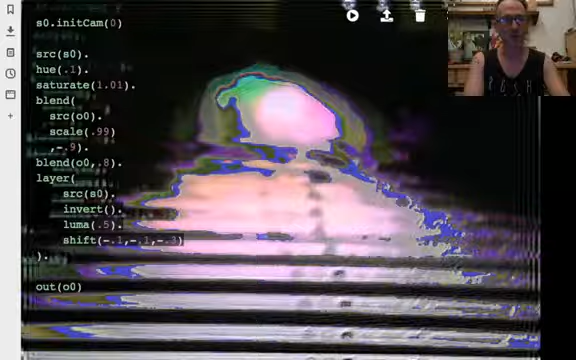 s0.initCam(0)
src(s0).
hue(.1).
saturate(1.01).
blend(
src(o0).
scale(.99)
,-.9).
blend(o0,.8).
layer(
src(s0).
invert().
luma(.5).
shift(-.1,-.1,-.3)
).
out(o0)